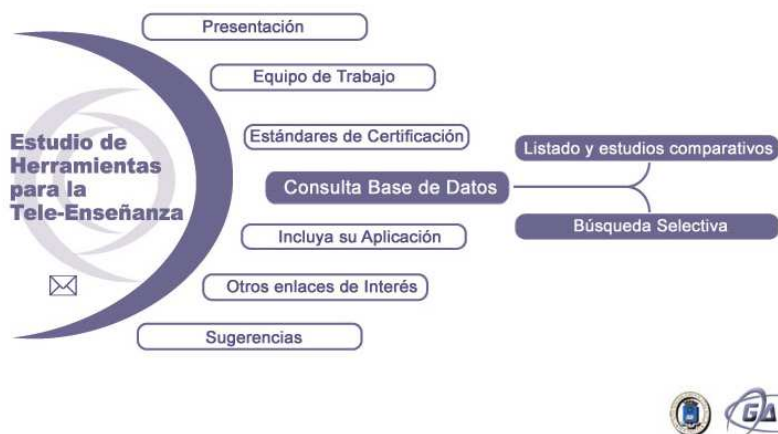 Presentación
Equipo de Trabajo
Estudio de
Herramientas
para la
Tele-Enseñanza
Estándares de Certificación
Consulta Base de Datos
Listado y estudios comparativos
Búsqueda Selectiva
Incluya su Aplicación
Otros enlaces de Interés
Sugerencias